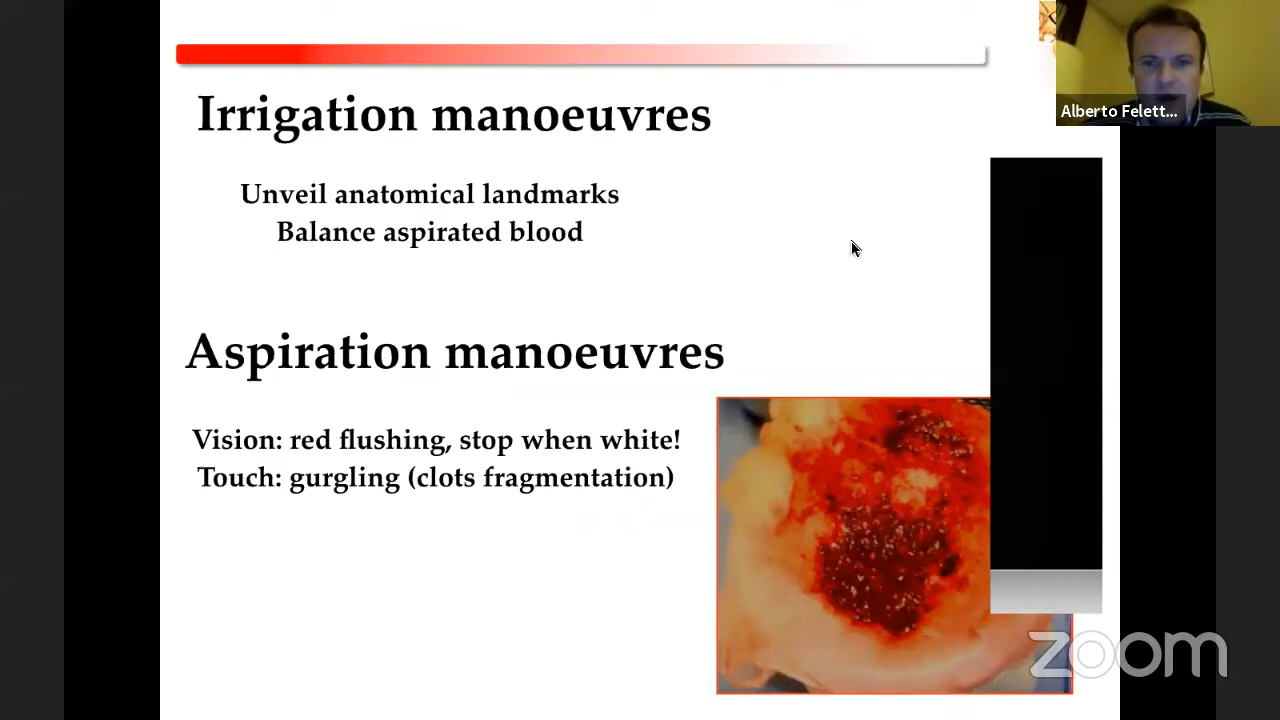 Irrigation manoeuvres
Alberto Felett...
Unveil anatomical landmarks
Balance aspirated blood
Aspiration manoeuvres
Vision: red flushing, stop when white!
Touch: gurgling (clots fragmentation)
zoom